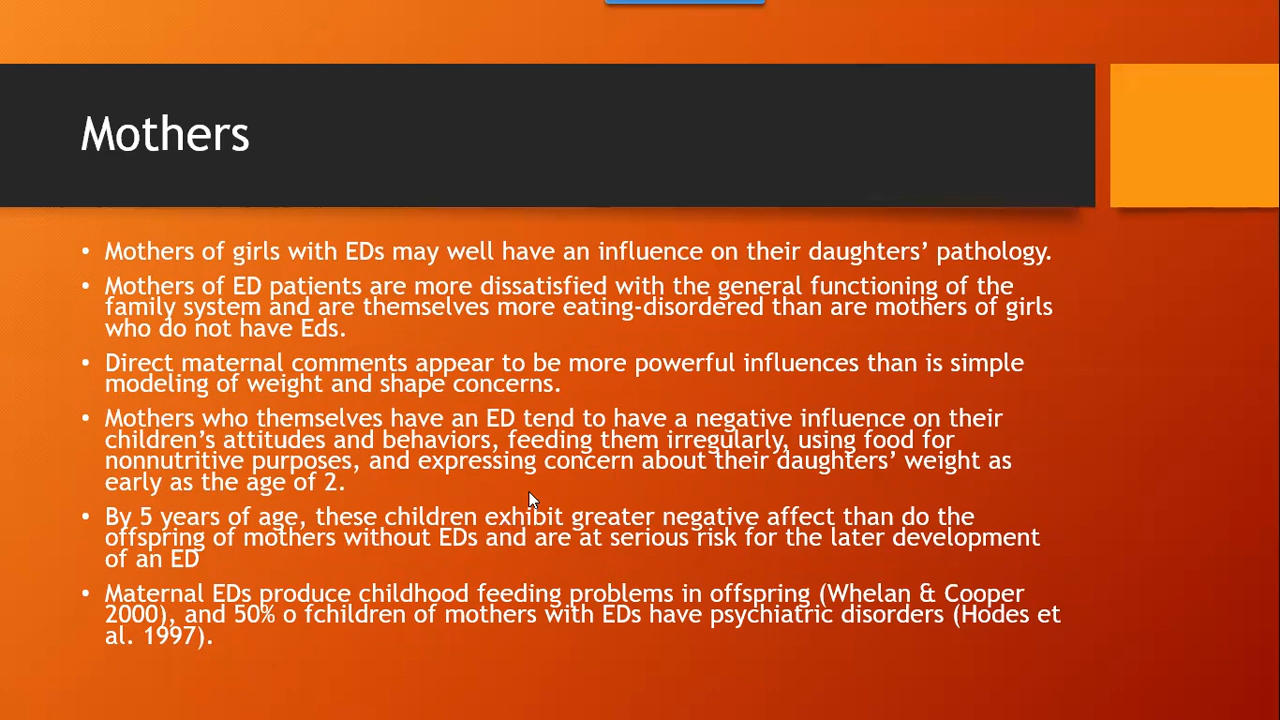 Mothers
• Mothers of girls with EDs may well have an influence on their daughters’ pathology.
• Mothers of ED patients are more dissatisfied with the general functioning of the
family system and are themselves more eating-disordered than are mothers of girls
who do not have Eds.
• Direct maternal comments appear to be more powerful influences than is simple
modeling of weight and shape concerns.
• Mothers who themselves have an ED tend to have a negative influence on their
children’s attitudes and behaviors, feeding them irregularly, using food for
nonnutritive purposes, and expressing concern about their daughters’ weight as
early as the age of 2.
• By 5 years of age, these children exhibit greater negative affect than do the
offspring of mothers without EDs and are at serious risk for the later development
of an ED
• Maternal EDs produce childhood feeding problems in offspring (Whelan & Cooper
2000), and 50% o fchildren of mothers with EDs have psychiatric disorders (Hodes et
al. 1997).